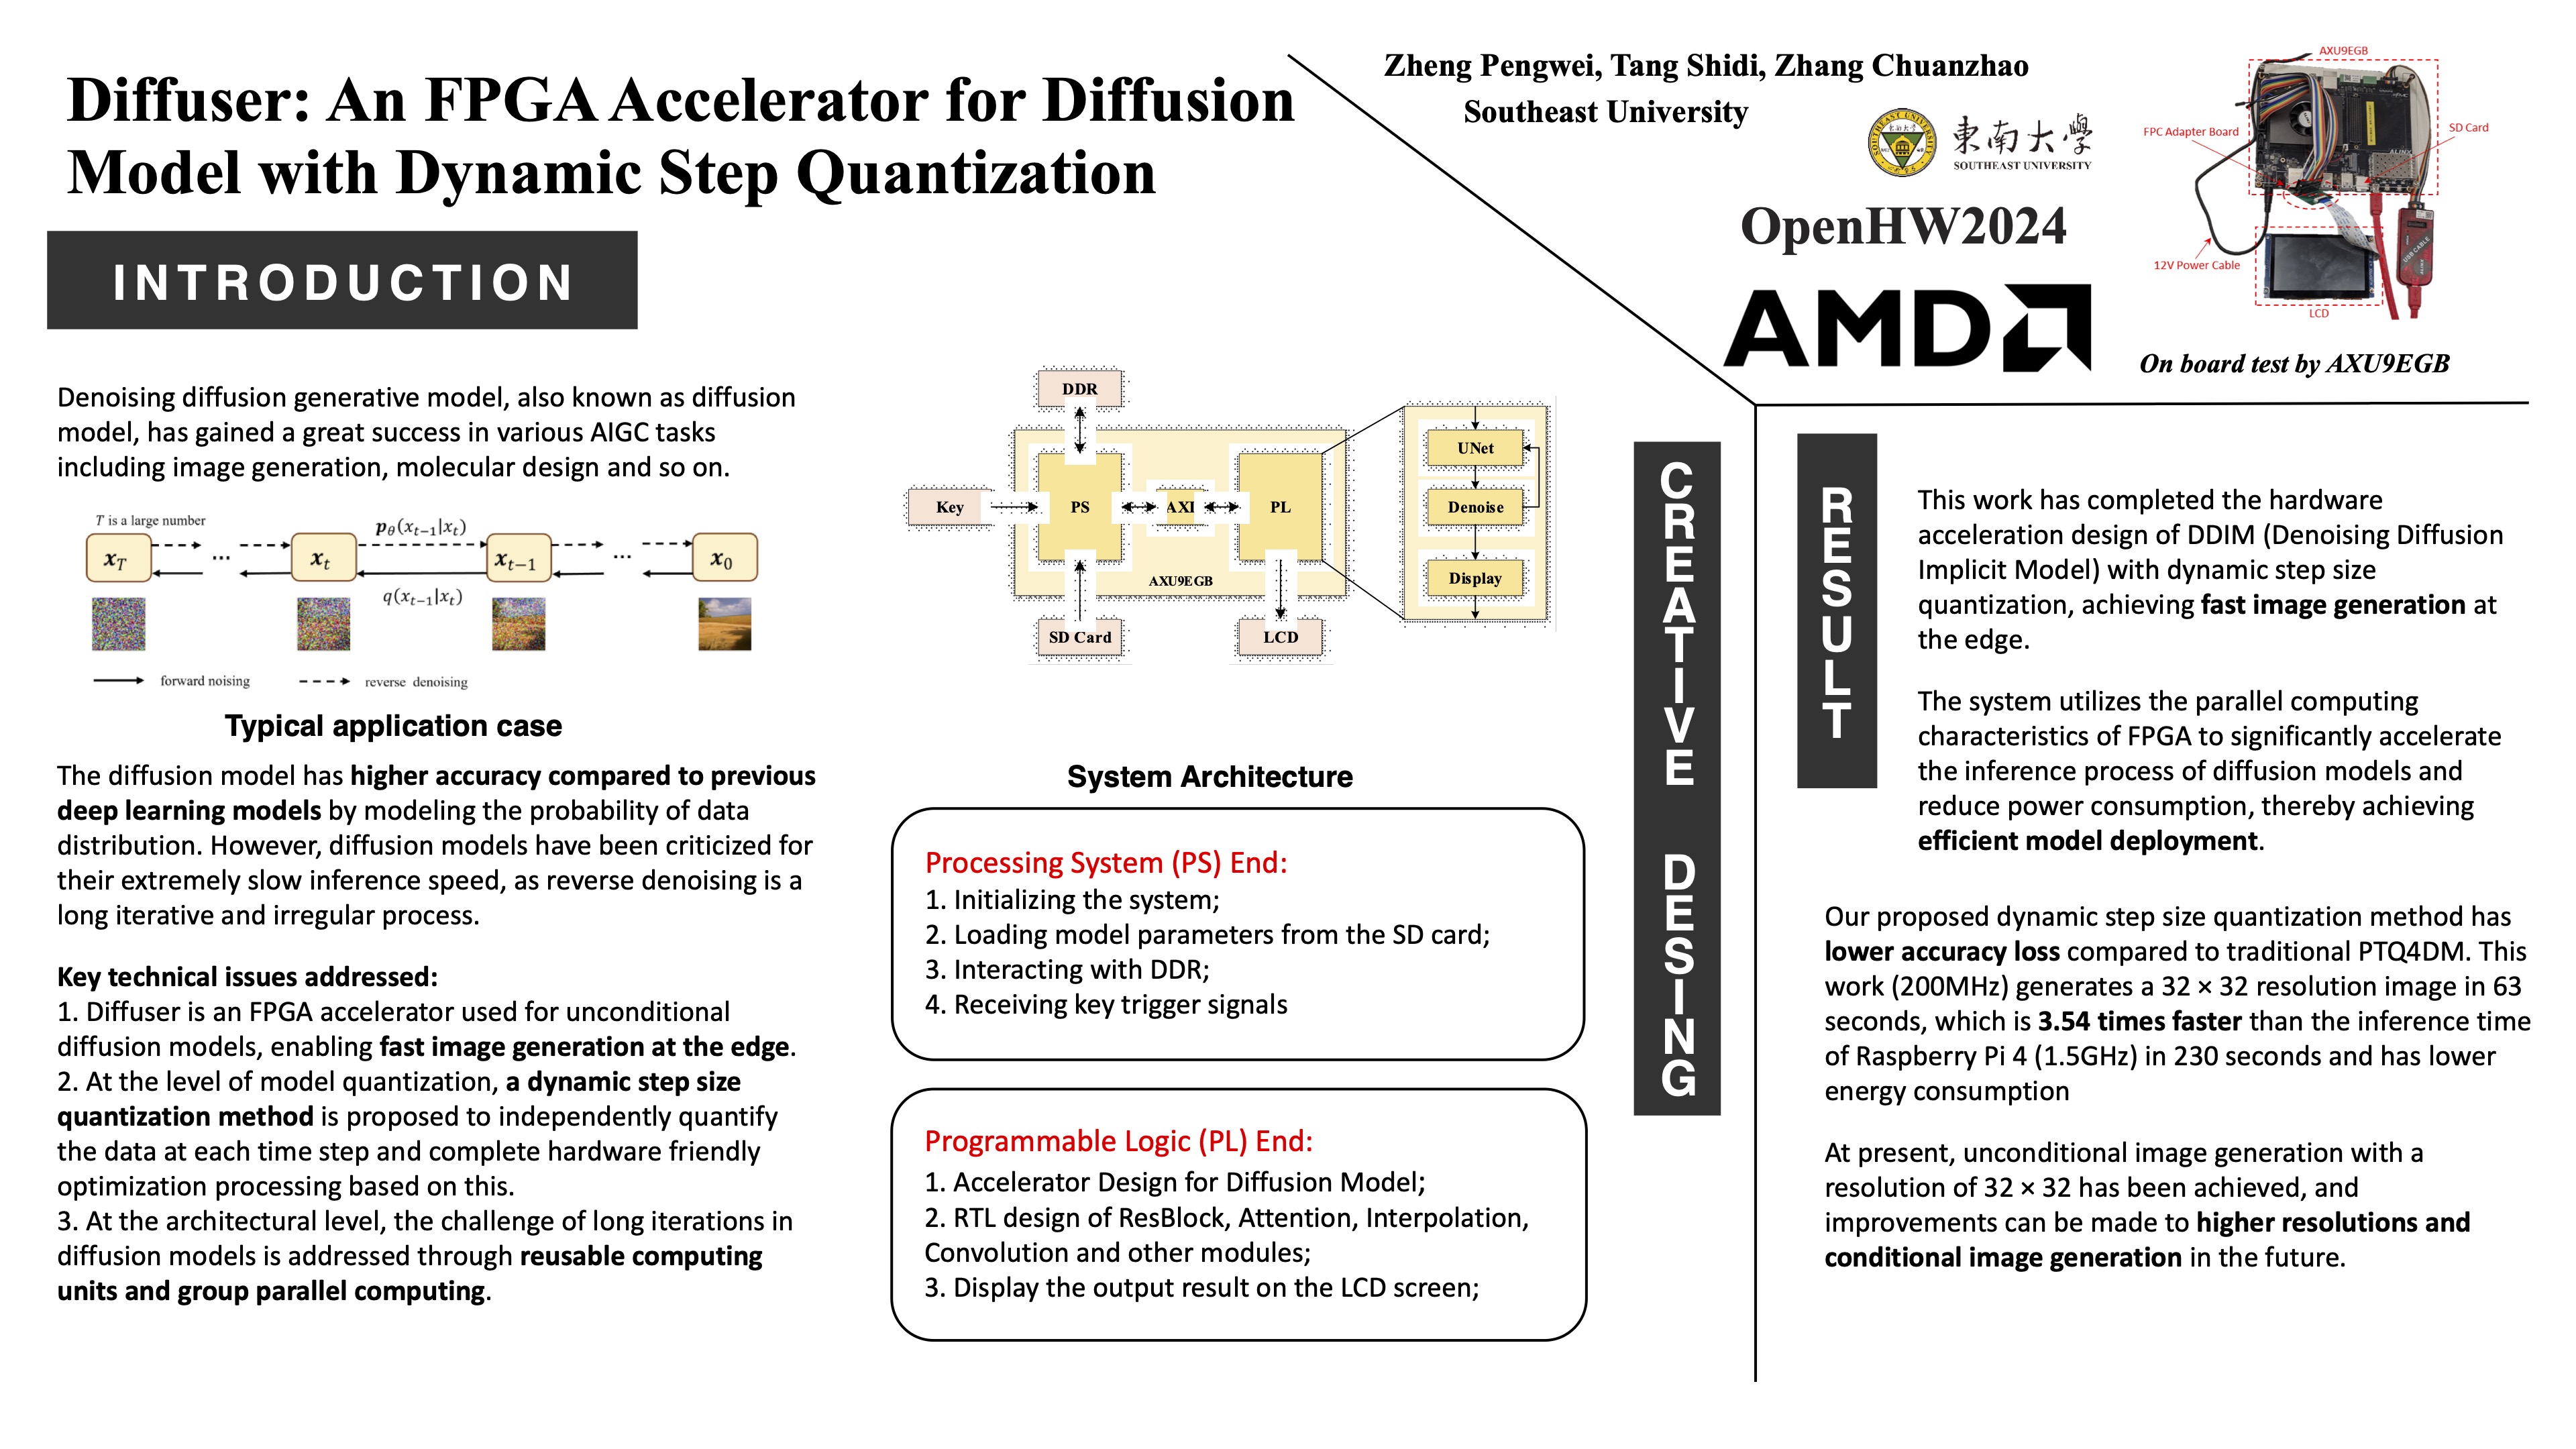 Diffuser: An FPGA Accelerator for Diffusion
Model with Dynamic Step Quantization
Zheng Pengwei, Tang Shidi, Zhang Chuanzhao
Southeast University
SOUTHEAST UNIVERSITY
東南大學
SOUTHEAST UNIVERSITY
OpenHW2024
AMD
AXU9EGB
FPC Adapter Board
SD Card
ALINX
USB CABLE
12V Power Cable
LCD
On board test by AXU9EGB
INTRODUCTION
Denoising diffusion generative model, also known as diffusion
model, has gained a great success in various AIGC tasks
including image generation, molecular design and so on.
T is a large number
pθ(xt−1|xt)
xT
...
xt
xt−1
...
x0
q(xt−1|xt)
forward noising
reverse denoising
Typical application case
The diffusion model has higher accuracy compared to previous
deep learning models by modeling the probability of data
distribution. However, diffusion models have been criticized for
their extremely slow inference speed, as reverse denoising is a
long iterative and irregular process.
Key technical issues addressed:
1. Diffuser is an FPGA accelerator used for unconditional
diffusion models, enabling fast image generation at the edge.
2. At the level of model quantization, a dynamic step size
quantization method is proposed to independently quantify
the data at each time step and complete hardware friendly
optimization processing based on this.
3. At the architectural level, the challenge of long iterations in
diffusion models is addressed through reusable computing
units and group parallel computing.
CREATIVE DESING
DDR
Key
PS
AXI
PL
AXU9EGB
SD Card
LCD
UNet
Denoise
Display
System Architecture
Processing System (PS) End:
1. Initializing the system;
2. Loading model parameters from the SD card;
3. Interacting with DDR;
4. Receiving key trigger signals
Programmable Logic (PL) End:
1. Accelerator Design for Diffusion Model;
2. RTL design of ResBlock, Attention, Interpolation,
Convolution and other modules;
3. Display the output result on the LCD screen;
RESULT
This work has completed the hardware
acceleration design of DDIM (Denoising Diffusion
Implicit Model) with dynamic step size
quantization, achieving fast image generation at
the edge.
The system utilizes the parallel computing
characteristics of FPGA to significantly accelerate
the inference process of diffusion models and
reduce power consumption, thereby achieving
efficient model deployment.
Our proposed dynamic step size quantization method has
lower accuracy loss compared to traditional PTQ4DM. This
work (200MHz) generates a 32 × 32 resolution image in 63
seconds, which is 3.54 times faster than the inference time
of Raspberry Pi 4 (1.5GHz) in 230 seconds and has lower
energy consumption
At present, unconditional image generation with a
resolution of 32 × 32 has been achieved, and
improvements can be made to higher resolutions and
conditional image generation in the future.